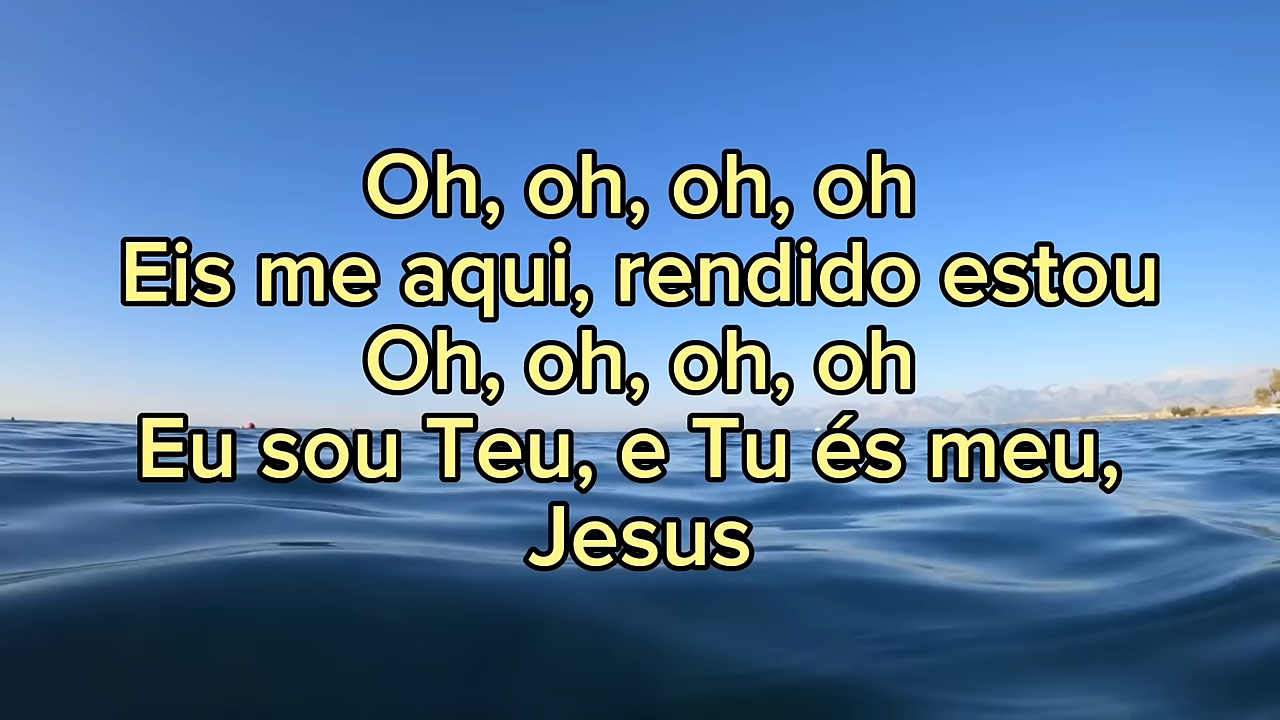 Oh, oh, oh, oh
Eis me aqui, rendido estou
Oh, oh, oh, oh
Eu sou Teu, e Tu és meu,
Jesus